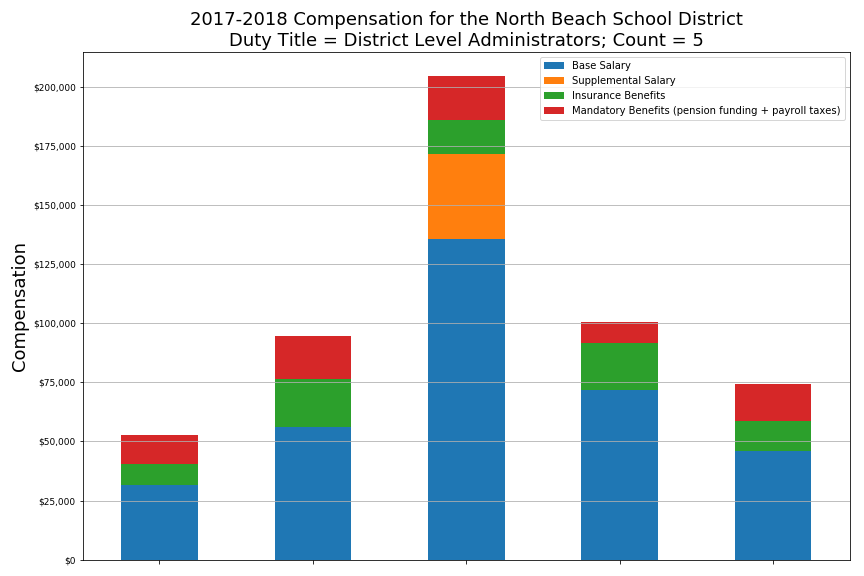 2017-2018 Compensation for the North Beach School District
Duty Title = District Level Administrators; Count = 5
Base Salary
Supplemental Salary
Insurance Benefits
Mandatory Benefits (pension funding + payroll taxes)
Compensation
$200,000
$175,000
$150,000
$125,000
$100,000
$75,000
$50,000
$25,000
$0